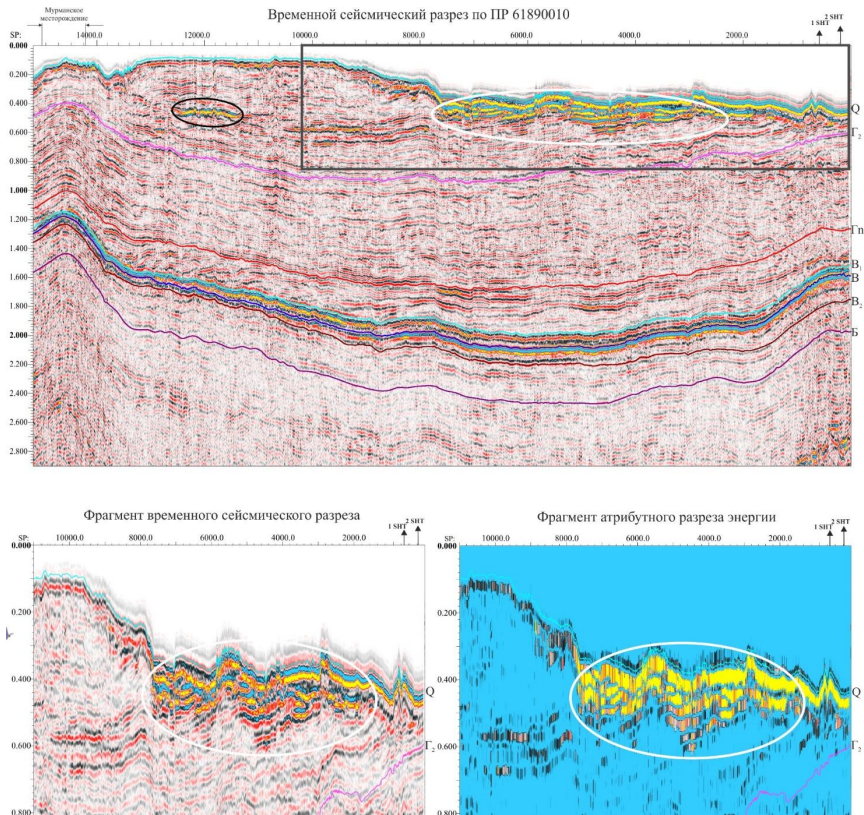 Временной сейсмический разрез по ПР 61890010
Мурманское
месторождение
1 SHT 2 SHT
SP: 14000.0 12000.0 10000.0 8000.0 6000.0 4000.0 2000.0
0.000
0.200
0.400
Q
0.600
Г2
0.800
1.000
1.200
Гп
1.400
В1
1.600
В
1.800
В2
2.000
Б
2.200
2.400
2.600
2.800
Фрагмент временного сейсмического разреза
1 SHT 2 SHT
SP: 10000.0 8000.0 6000.0 4000.0 2000.0
0.000
0.200
0.400
Q
0.600
Г2
0.800
Фрагмент атрибутного разреза энергии
1 SHT 2 SHT
SP: 10000.0 8000.0 6000.0 4000.0 2000.0
0.000
0.200
0.400
Q
0.600
Г2
0.800